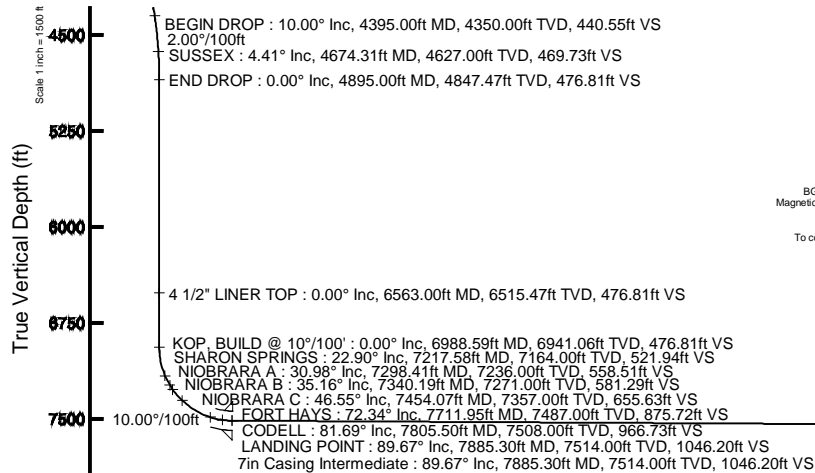 Scale 1 inch = 1500 ft
True Vertical Depth (ft)
4500
5250
6000
6750
7500
BEGIN DROP : 10.00° Inc, 4395.00ft MD, 4350.00ft TVD, 440.55ft VS
2.00°/100ft
SUSSEX : 4.41° Inc, 4674.31ft MD, 4627.00ft TVD, 469.73ft VS
END DROP : 0.00° Inc, 4895.00ft MD, 4847.47ft TVD, 476.81ft VS
BG
Magnetic
To co
4 1/2" LINER TOP : 0.00° Inc, 6563.00ft MD, 6515.47ft TVD, 476.81ft VS
KOP, BUILD @ 10°/100' : 0.00° Inc, 6988.59ft MD, 6941.06ft TVD, 476.81ft VS
SHARON SPRINGS : 22.90° Inc, 7217.58ft MD, 7164.00ft TVD, 521.94ft VS
NIOBRARA A : 30.98° Inc, 7298.41ft MD, 7236.00ft TVD, 558.51ft VS
NIOBRARA B : 35.16° Inc, 7340.19ft MD, 7271.00ft TVD, 581.29ft VS
NIOBRARA C : 46.55° Inc, 7454.07ft MD, 7357.00ft TVD, 655.63ft VS
10.00°/100ft
FORT HAYS : 72.34° Inc, 7711.95ft MD, 7487.00ft TVD, 875.72ft VS
CODELL : 81.69° Inc, 7805.50ft MD, 7508.00ft TVD, 966.73ft VS
LANDING POINT : 89.67° Inc, 7885.30ft MD, 7514.00ft TVD, 1046.20ft VS
7in Casing Intermediate : 89.67° Inc, 7885.30ft MD, 7514.00ft TVD, 1046.20ft VS